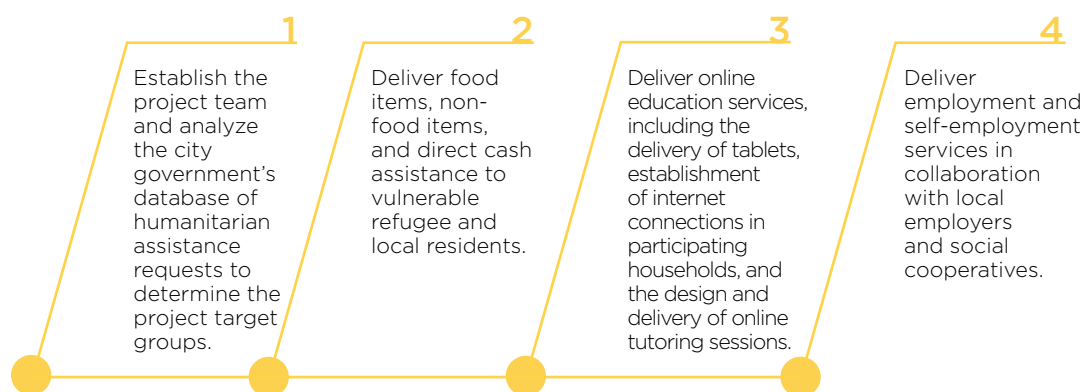 1
Establish the
project team
and analyze
the city
government’s
database of
humanitarian
assistance
requests to
determine the
project target
groups.
2
Deliver food
items, non-
food items,
and direct cash
assistance to
vulnerable
refugee and
local residents.
3
Deliver online
education services,
including the
delivery of tablets,
establishment
of internet
connections in
participating
households, and
the design and
delivery of online
tutoring sessions.
4
Deliver
employment and
self-employment
services in
collaboration
with local
employers
and social
cooperatives.